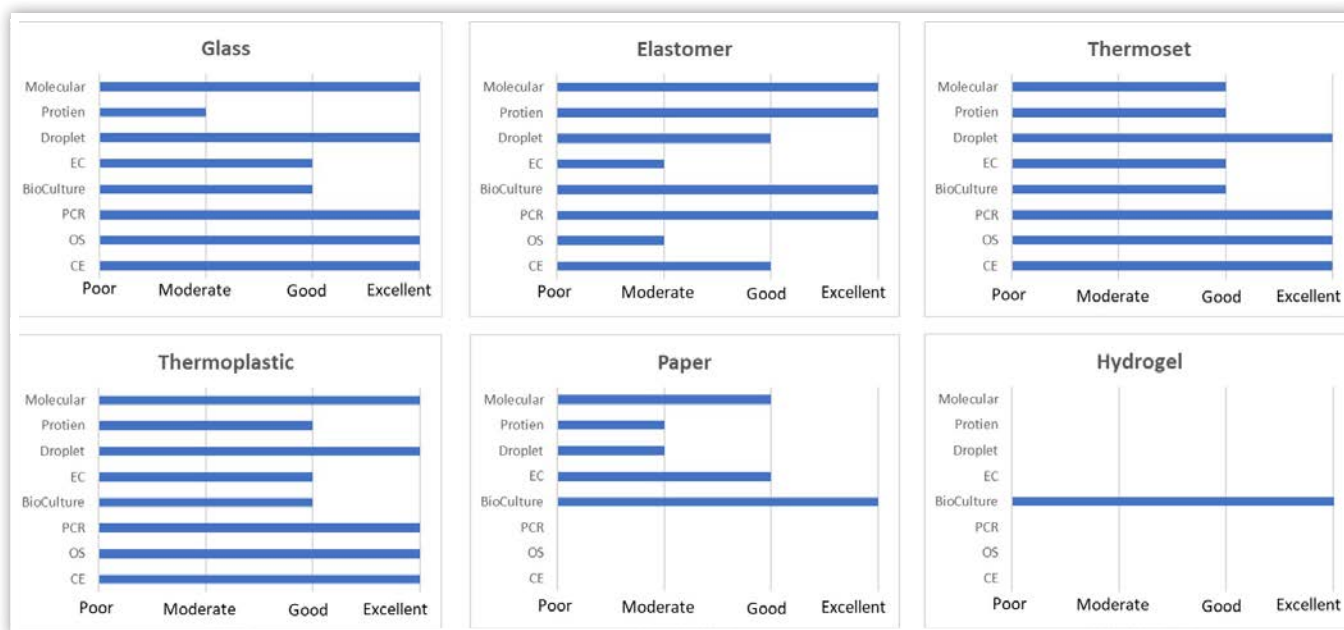 Glass
Molecular
Protien
Droplet
EC
BioCulture
PCR
OS
CE
Poor Moderate Good Excellent
Elastomer
Molecular
Protien
Droplet
EC
BioCulture
PCR
OS
CE
Poor Moderate Good Excellent
Thermoset
Molecular
Protien
Droplet
EC
BioCulture
PCR
OS
CE
Poor Moderate Good Excellent
Thermoplastic
Molecular
Protien
Droplet
EC
BioCulture
PCR
OS
CE
Poor Moderate Good Excellent
Paper
Molecular
Protien
Droplet
EC
BioCulture
PCR
OS
CE
Poor Moderate Good Excellent
Hydrogel
Molecular
Protien
Droplet
EC
BioCulture
PCR
OS
CE
Poor Moderate Good Excellent